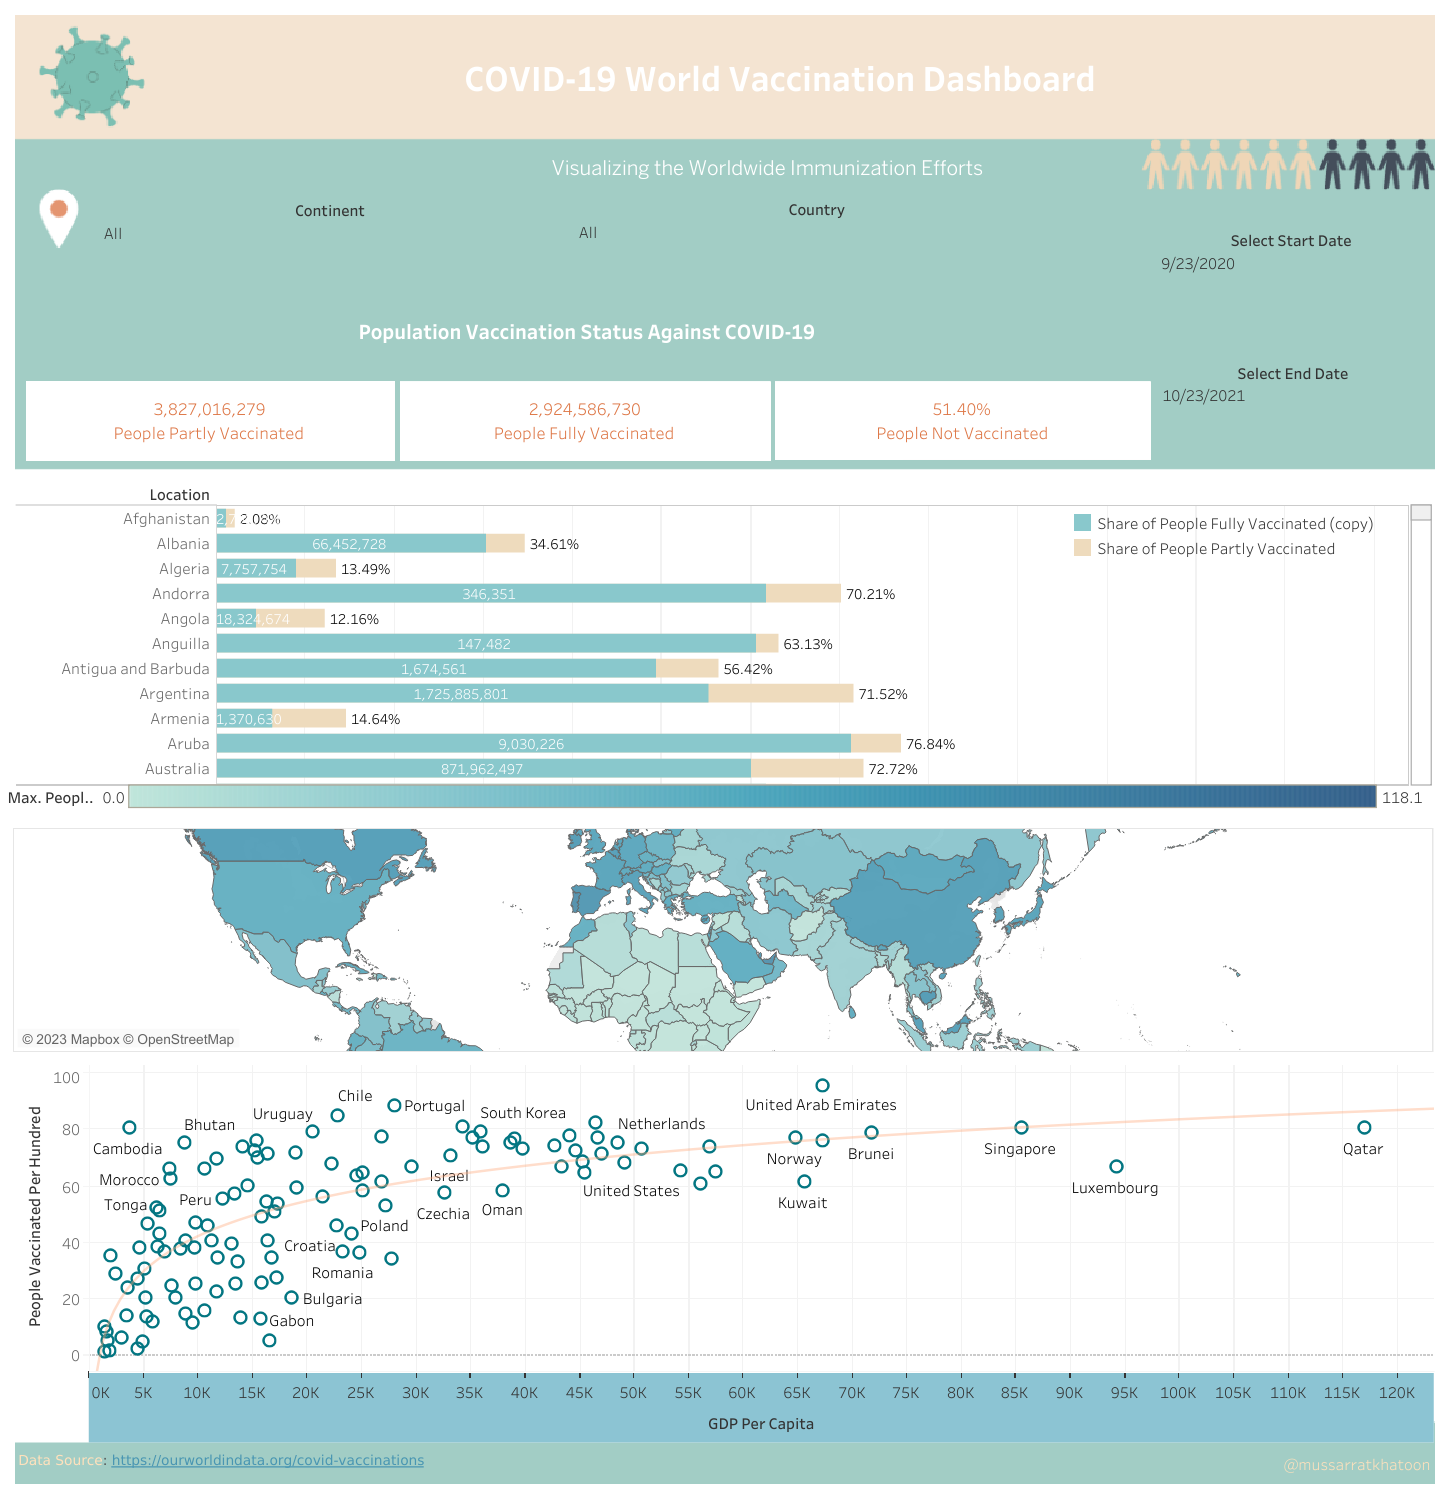 COVID-19 World Vaccination Dashboard
Visualizing the Worldwide Immunization Efforts
Continent
All
Country
All
Select Start Date
9/23/2020
Population Vaccination Status Against COVID-19
Select End Date
10/23/2021
3,827,016,279
People Partly Vaccinated
2,924,586,730
People Fully Vaccinated
51.40%
People Not Vaccinated
Location
Share of People Fully Vaccinated (copy)
Share of People Partly Vaccinated
Afghanistan 2.08%
Albania 66,452,728 34.61%
Algeria 7,757,754 13.49%
Andorra 346,351 70.21%
Angola 18,324,674 12.16%
Anguilla 147,482 63.13%
Antigua and Barbuda 1,674,561 56.42%
Argentina 1,725,885,801 71.52%
Armenia 1,370,630 14.64%
Aruba 9,030,226 76.84%
Australia 871,962,497 72.72%
Max. Peopl.. 0.0 118.1
© 2023 Mapbox © OpenStreetMap
People Vaccinated Per Hundred
100
80
60
40
20
0
Chile
Portugal
United Arab Emirates
Uruguay
South Korea
Bhutan
Netherlands
Cambodia
Singapore
Qatar
Norway
Brunei
Morocco
Israel
United States
Luxembourg
Tonga
Peru
Kuwait
Czechia
Oman
Poland
Croatia
Romania
Bulgaria
Gabon
0K 5K 10K 15K 20K 25K 30K 35K 40K 45K 50K 55K 60K 65K 70K 75K 80K 85K 90K 95K 100K 105K 110K 115K 120K
GDP Per Capita
Data Source: https://ourworldindata.org/covid-vaccinations
@mussarratkhatoon